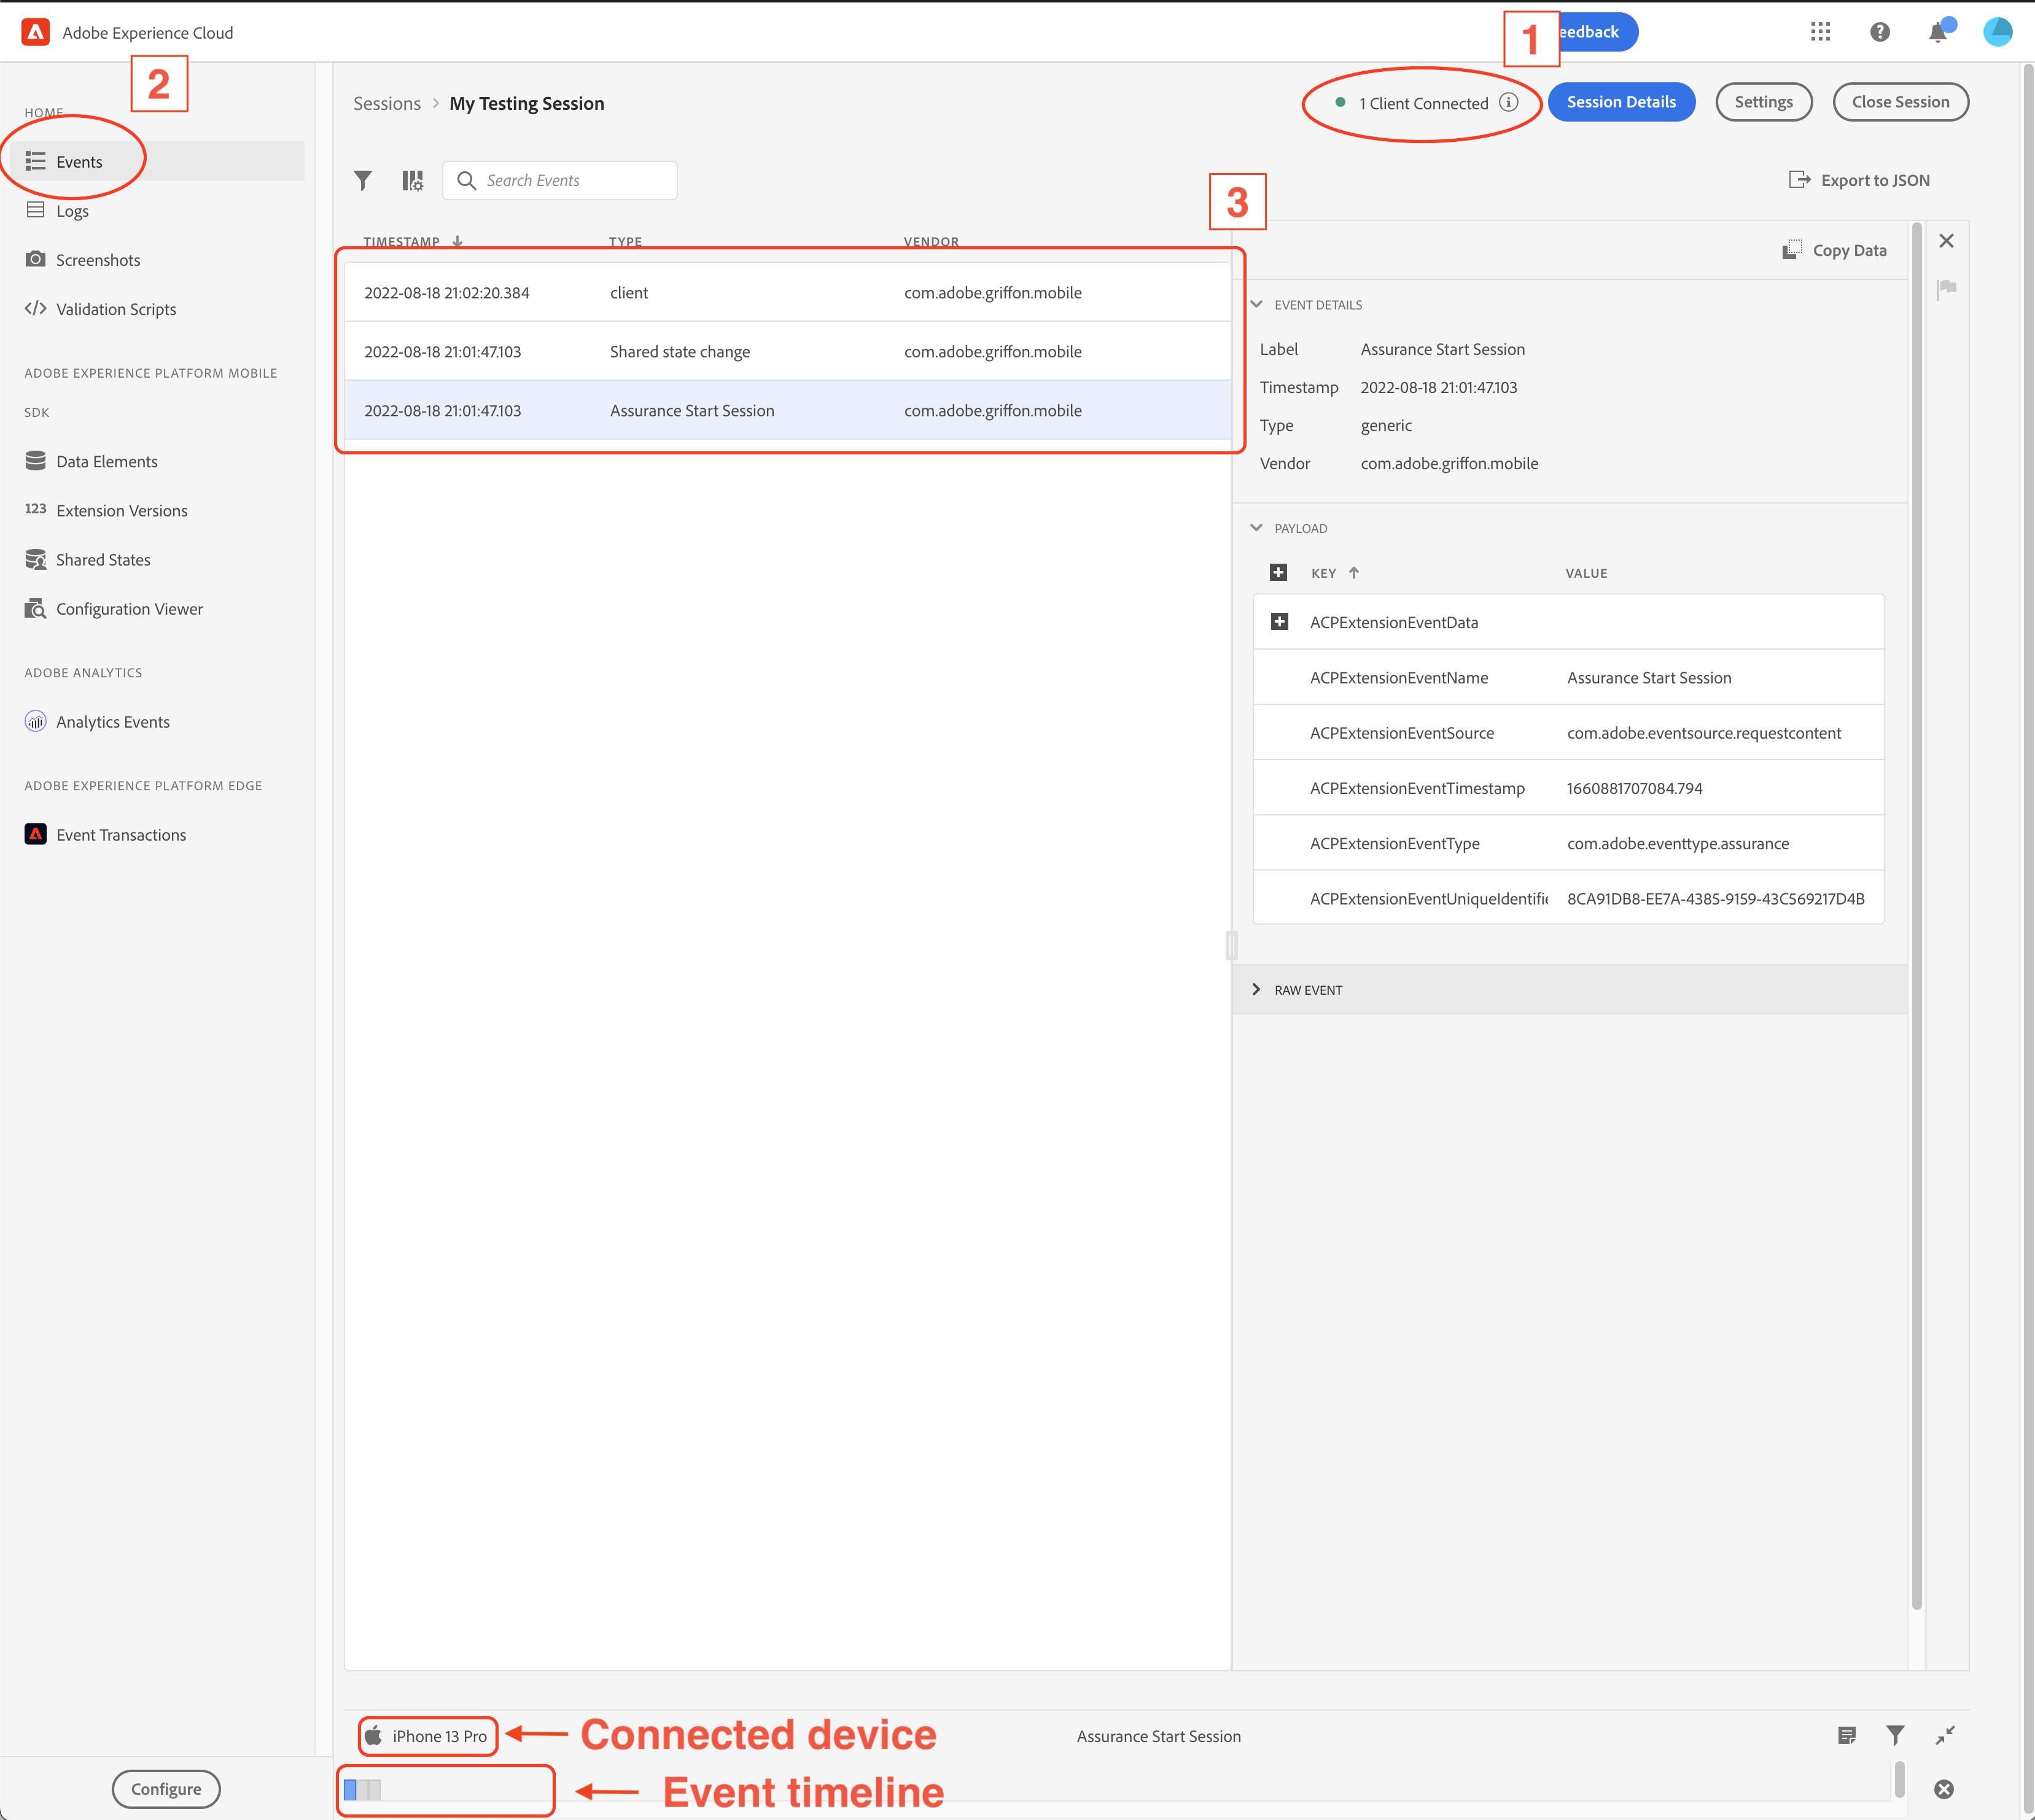 Adobe Experience Cloud
1
eedback
2
HOME
Events
Logs
Screenshots
Validation Scripts
ADOBE EXPERIENCE PLATFORM MOBILE
SDK
Data Elements
123 Extension Versions
Shared States
Configuration Viewer
ADOBE ANALYTICS
Analytics Events
ADOBE EXPERIENCE PLATFORM EDGE
Event Transactions
Configure
Sessions > My Testing Session
1 Client Connected
Session Details
Settings
Close Session
Search Events
3
Export to JSON
TIMESTAMP TYPE VENDOR
2022-08-18 21:02:20.384 client com.adobe.griffon.mobile
2022-08-18 21:01:47.103 Shared state change com.adobe.griffon.mobile
2022-08-18 21:01:47.103 Assurance Start Session com.adobe.griffon.mobile
Copy Data
EVENT DETAILS
Label Assurance Start Session
Timestamp 2022-08-18 21:01:47.103
Type generic
Vendor com.adobe.griffon.mobile
PAYLOAD
KEY VALUE
ACPExtensionEventData
ACPExtensionEventName Assurance Start Session
ACPExtensionEventSource com.adobe.eventsource.requestcontent
ACPExtensionEventTimestamp 1660881707084.794
ACPExtensionEventType com.adobe.eventtype.assurance
ACPExtensionEventUniqueIdentifi 8CA91DB8-EE7A-4385-9159-43C569217D4B
RAW EVENT
iPhone 13 Pro
Connected device
Assurance Start Session
Event timeline